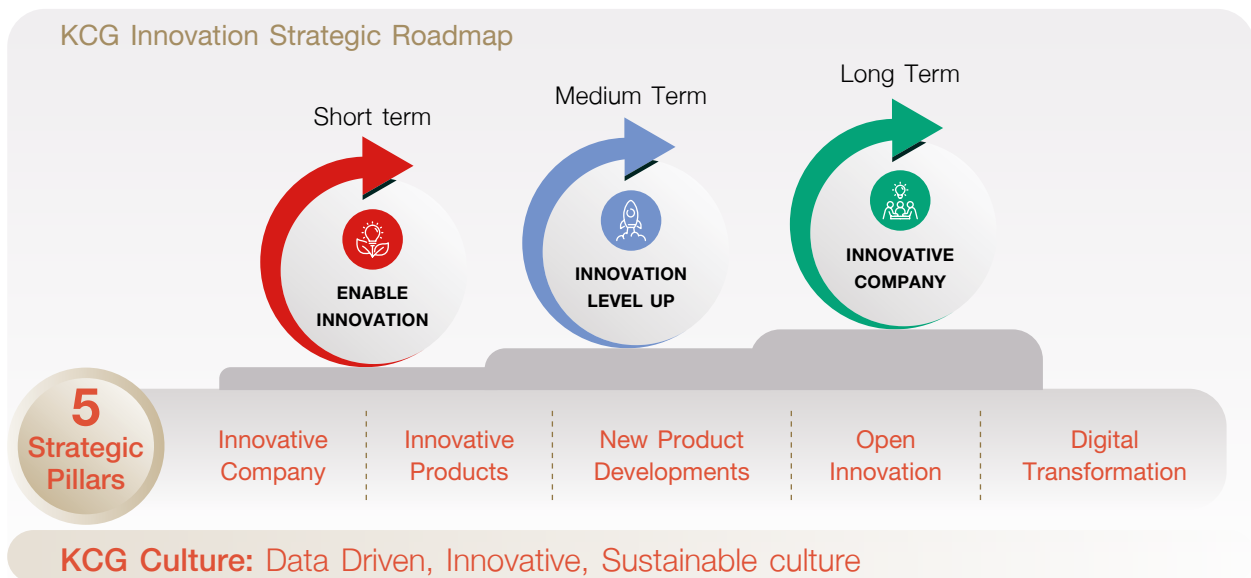 KCG Innovation Strategic Roadmap
Short term
Medium Term
Long Term
ENABLE
INNOVATION
INNOVATION
LEVEL UP
INNOVATIVE
COMPANY
5
Strategic
Pillars
Innovative
Company
Innovative
Products
New Product
Developments
Open
Innovation
Digital
Transformation
KCG Culture: Data Driven, Innovative, Sustainable culture